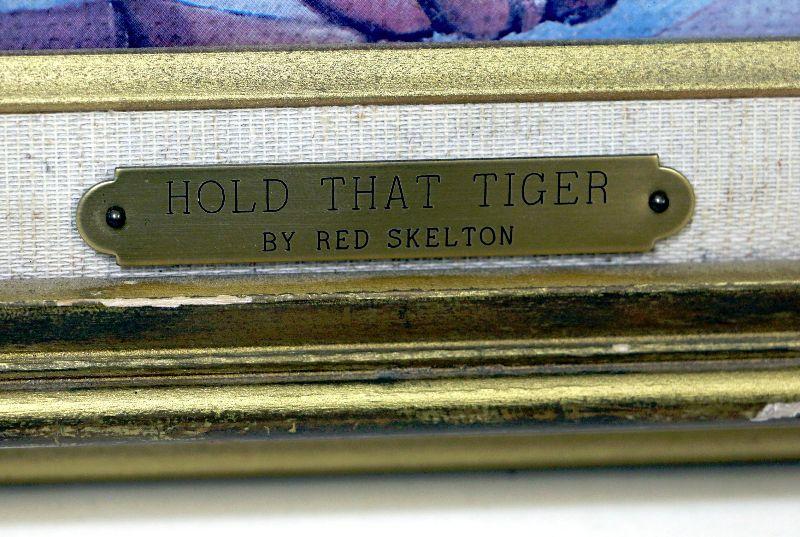 HOLD THAT TIGER
BY RED SKELTON